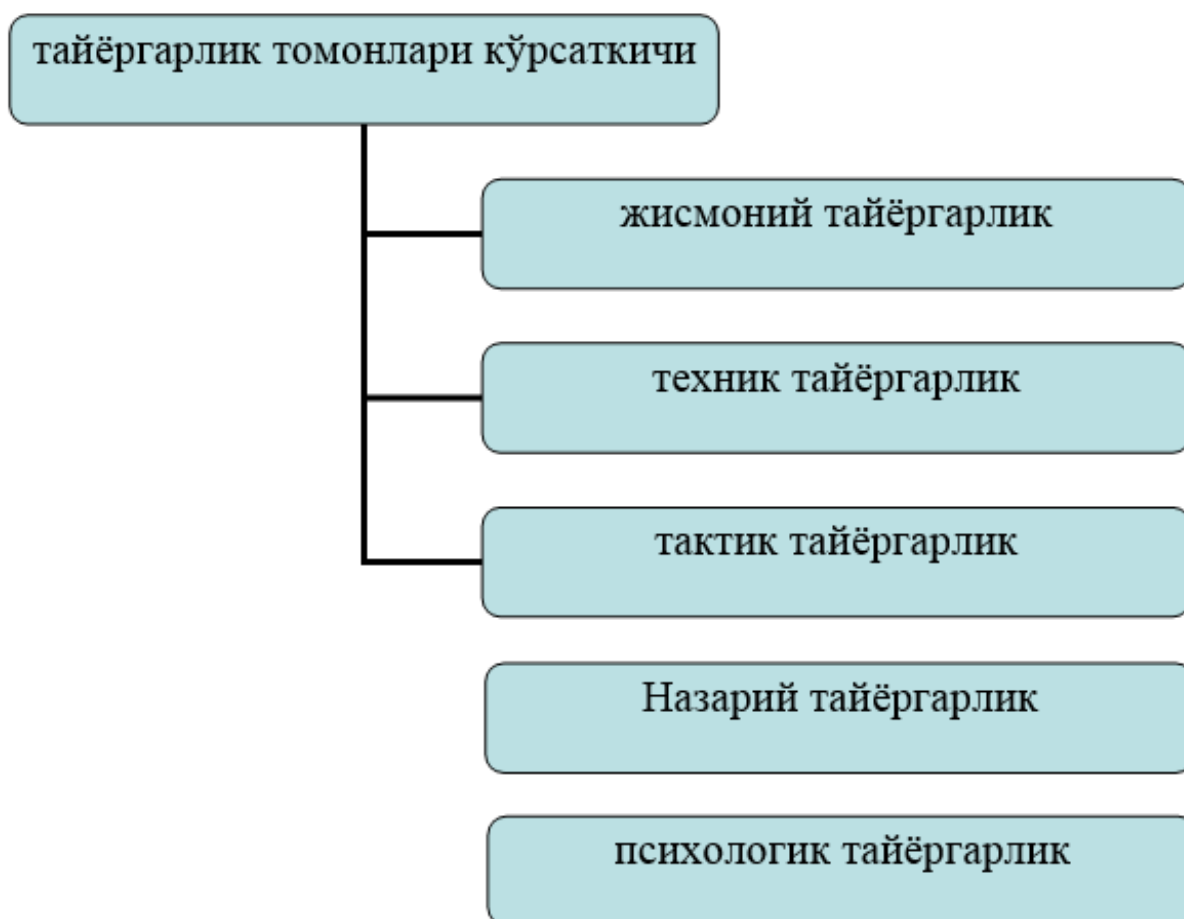 тайёргарлик томонлари кўрсаткичи
жисмоний тайёргарлик
техник тайёргарлик
тактик тайёргарлик
Назарий тайёргарлик
психологик тайёргарлик